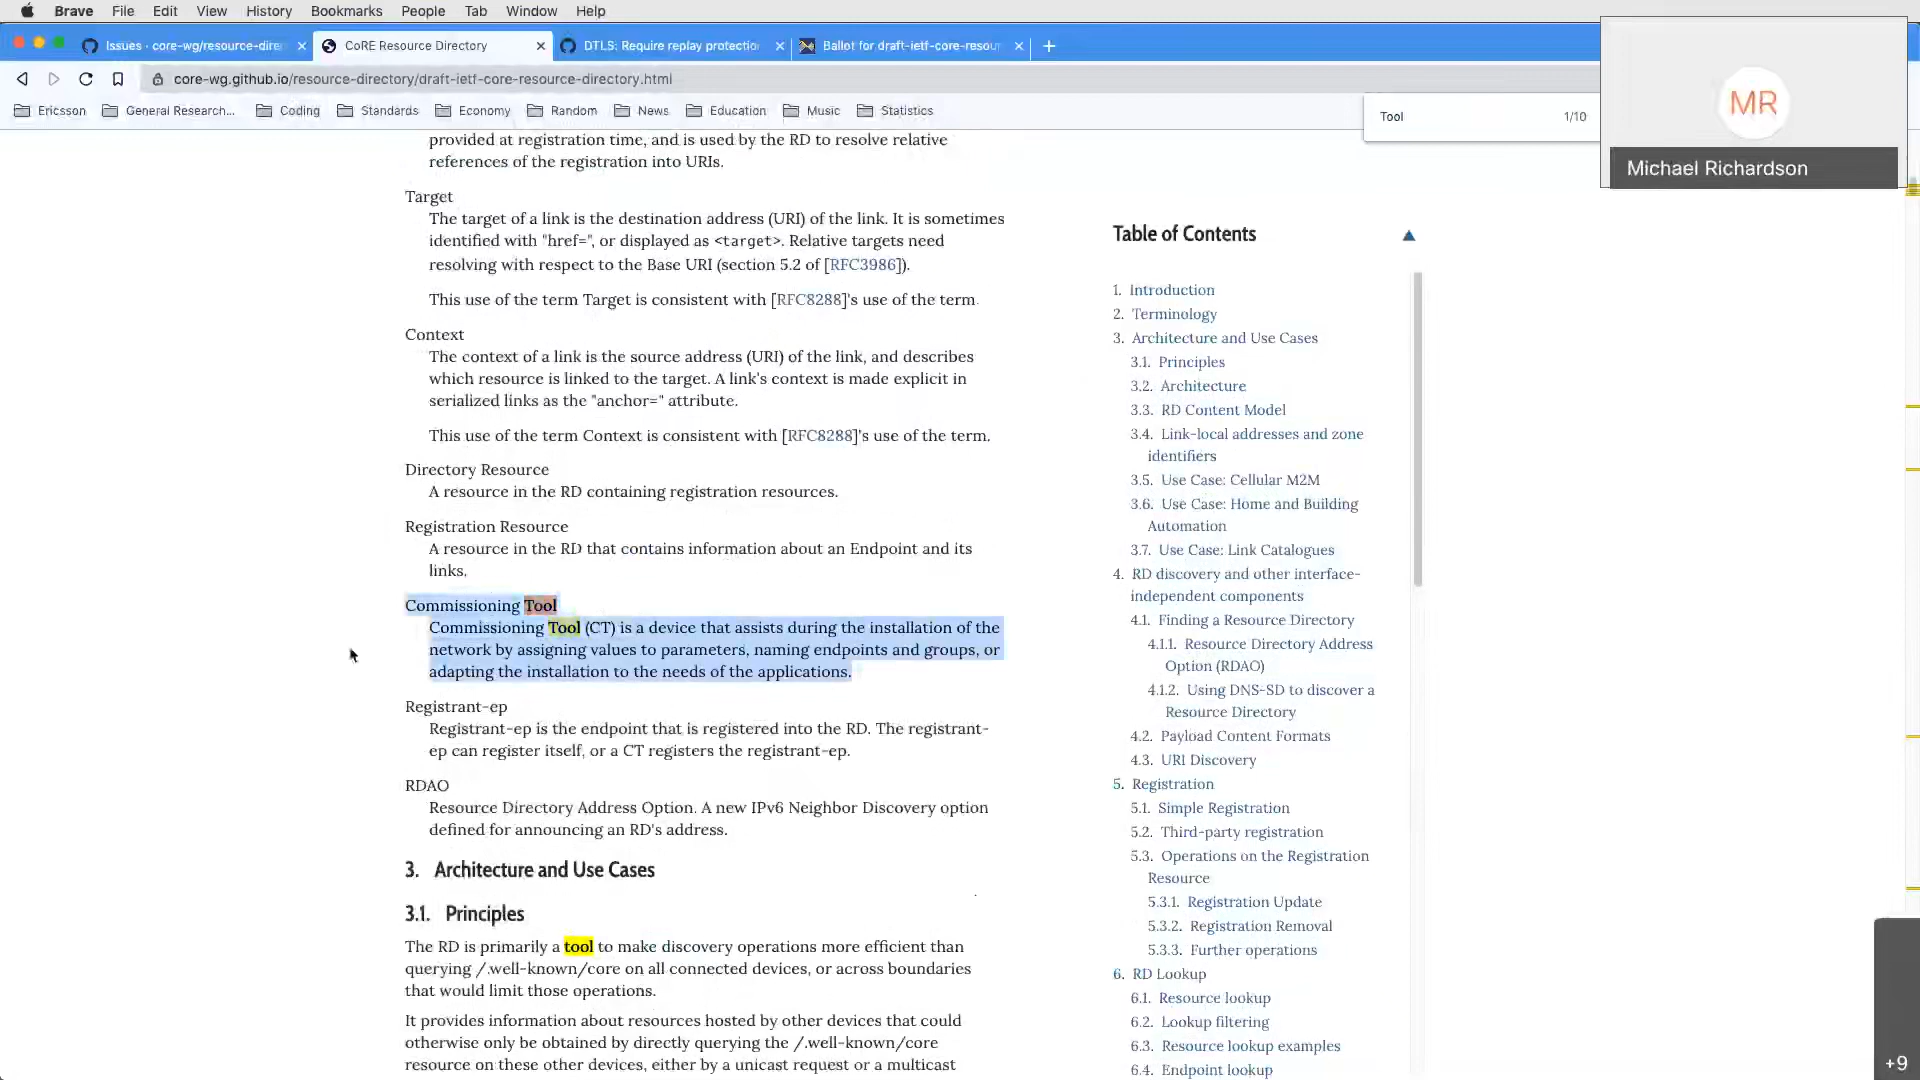 Brave File Edit View History Bookmarks People Tab Window Help
Issues · core-wg/resource-dire
CoRE Resource Directory
DTLS: Require replay protection
Ballot for draft-ietf-core-resou
core-wg.github.io/resource-directory/draft-ietf-core-resource-directory.html
Ericsson General Research... Coding Standards Economy Random News Education Music Statistics
Tool 1/10
MR
Michael Richardson
provided at registration time, and is used by the RD to resolve relative
references of the registration into URIs.
Target
The target of a link is the destination address (URI) of the link. It is sometimes
identified with "href=", or displayed as <target>. Relative targets need
resolving with respect to the Base URI (section 5.2 of [RFC3986]).
This use of the term Target is consistent with [RFC8288]'s use of the term.
Context
The context of a link is the source address (URI) of the link, and describes
which resource is linked to the target. A link's context is made explicit in
serialized links as the "anchor=" attribute.
This use of the term Context is consistent with [RFC8288]'s use of the term.
Directory Resource
A resource in the RD containing registration resources.
Registration Resource
A resource in the RD that contains information about an Endpoint and its
links.
Commissioning Tool
Commissioning Tool (CT) is a device that assists during the installation of the
network by assigning values to parameters, naming endpoints and groups, or
adapting the installation to the needs of the applications.
Registrant-ep
Registrant-ep is the endpoint that is registered into the RD. The registrant-
ep can register itself, or a CT registers the registrant-ep.
RDAO
Resource Directory Address Option. A new IPv6 Neighbor Discovery option
defined for announcing an RD's address.
3. Architecture and Use Cases
3.1. Principles
The RD is primarily a tool to make discovery operations more efficient than
querying /.well-known/core on all connected devices, or across boundaries
that would limit those operations.
It provides information about resources hosted by other devices that could
otherwise only be obtained by directly querying the /.well-known/core
resource on these other devices, either by a unicast request or a multicast
Table of Contents ▲
1. Introduction
2. Terminology
3. Architecture and Use Cases
3.1. Principles
3.2. Architecture
3.3. RD Content Model
3.4. Link-local addresses and zone
identifiers
3.5. Use Case: Cellular M2M
3.6. Use Case: Home and Building
Automation
3.7. Use Case: Link Catalogues
4. RD discovery and other interface-
independent components
4.1. Finding a Resource Directory
4.1.1. Resource Directory Address
Option (RDAO)
4.1.2. Using DNS-SD to discover a
Resource Directory
4.2. Payload Content Formats
4.3. URI Discovery
5. Registration
5.1. Simple Registration
5.2. Third-party registration
5.3. Operations on the Registration
Resource
5.3.1. Registration Update
5.3.2. Registration Removal
5.3.3. Further operations
6. RD Lookup
6.1. Resource lookup
6.2. Lookup filtering
6.3. Resource lookup examples
6.4. Endpoint lookup
+9